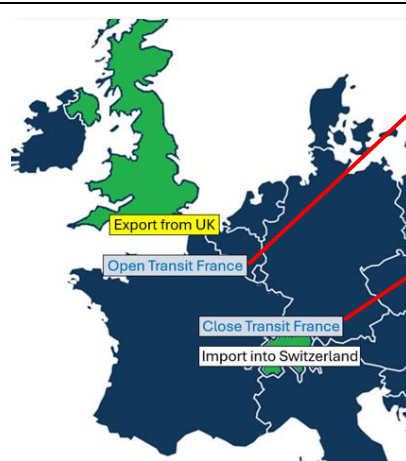 Export from UK
Open Transit France
Close Transit France
Import into Switzerland